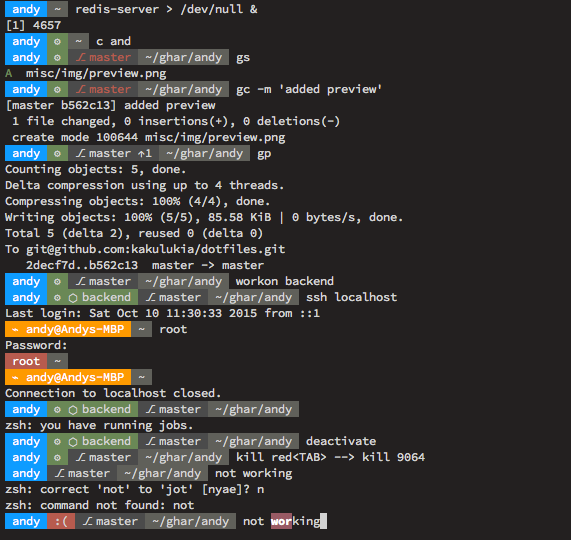 andy ~ redis-server > /dev/null &
[1] 4657
andy ⚙ ~ c and
andy ⚙ ⎇ master ~/ghar/andy gs
A misc/img/preview.png
andy ⚙ ⎇ master ~/ghar/andy gc -m 'added preview'
[master b562c13] added preview
1 file changed, 0 insertions(+), 0 deletions(-)
create mode 100644 misc/img/preview.png
andy ⚙ ⎇ master ↑1 ~/ghar/andy gp
Counting objects: 5, done.
Delta compression using up to 4 threads.
Compressing objects: 100% (4/4), done.
Writing objects: 100% (5/5), 85.58 KiB | 0 bytes/s, done.
Total 5 (delta 2), reused 0 (delta 0)
To git@github.com:kakulukia/dotfiles.git
2decf7d..b562c13 master -> master
andy ⚙ ⎇ master ~/ghar/andy workon backend
andy ⚙ ⬡ backend ⎇ master ~/ghar/andy ssh localhost
Last login: Sat Oct 10 11:30:33 2015 from ::1
⌁ andy@Andys-MBP ~ root
Password:
root ~
⌁ andy@Andys-MBP ~
Connection to localhost closed.
andy ⚙ ⬡ backend ⎇ master ~/ghar/andy
zsh: you have running jobs.
andy ⚙ ⬡ backend ⎇ master ~/ghar/andy deactivate
andy ⚙ ⎇ master ~/ghar/andy kill red<TAB> --> kill 9064
andy ⎇ master ~/ghar/andy not working
zsh: correct 'not' to 'jot' [nyae]? n
zsh: command not found: not
andy :( ⎇ master ~/ghar/andy not working